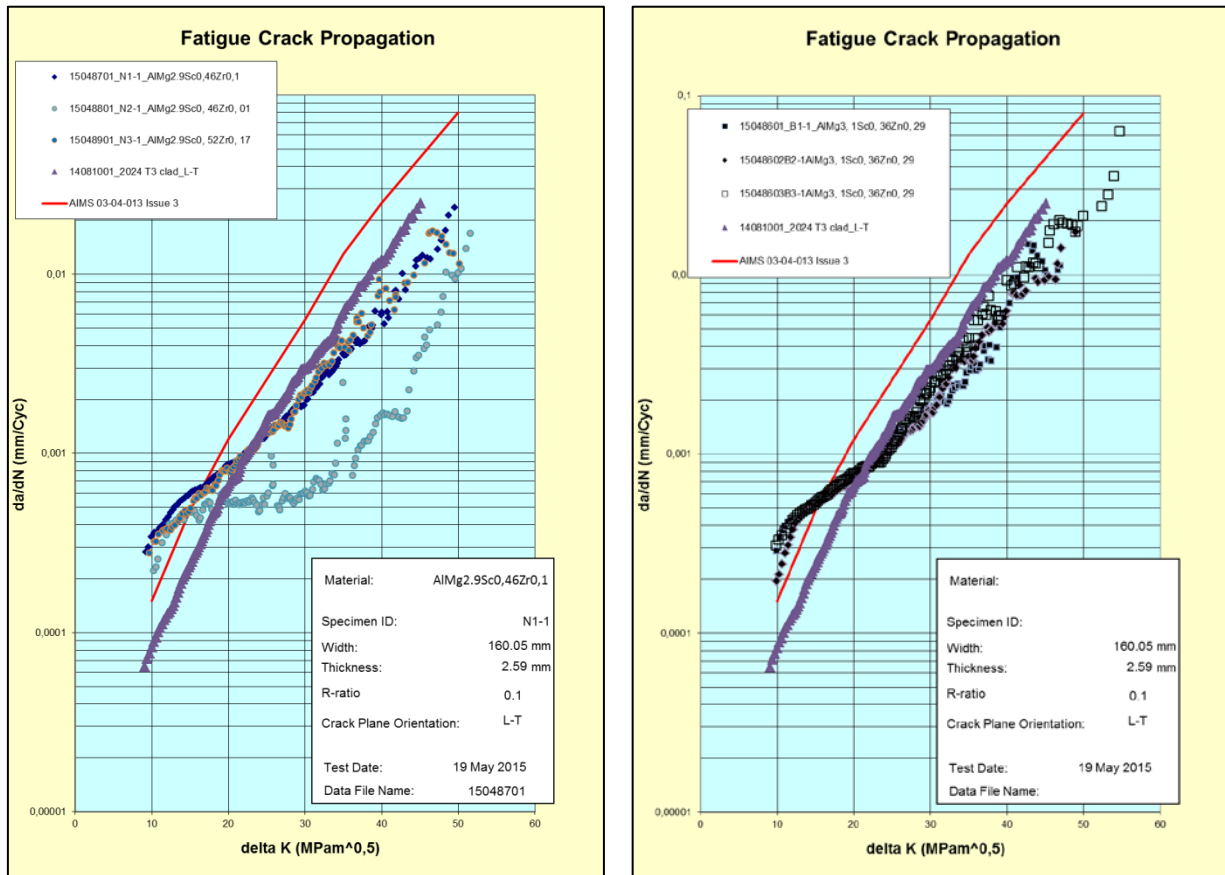 Fatigue Crack Propagation
15048701_N1-1_AlMg2.9Sc0,46Zr0,1
15048801_N2-1_AlMg2.9Sc0, 46Zr0, 01
15048901_N3-1_AlMg2.9Sc0, 52Zr0, 17
14081001_2024 T3 clad_L-T
AIMS 03-04-013 Issue 3
da/dN (mm/Cyc)
0,01
0,001
0,0001
0,00001
0
10
20
30
40
50
60
delta K (MPam^0,5)
Material: AlMg2.9Sc0,46Zr0,1
Specimen ID: N1-1
Width: 160.05 mm
Thickness: 2.59 mm
R-ratio 0.1
Crack Plane Orientation: L-T
Test Date: 19 May 2015
Data File Name: 15048701
Fatigue Crack Propagation
15048601_B1-1_AlMg3, 1Sc0, 36Zn0, 29
15048602B2-1AlMg3, 1Sc0, 36Zn0, 29
15048603B3-1AlMg3, 1Sc0, 36Zn0, 29
14081001_2024 T3 clad_L-T
AIMS 03-04-013 Issue 3
da/dN (mm/Cyc)
0,1
0,001
0,0001
0,00001
0
10
20
30
40
50
60
delta K (MPam^0,5)
Material:
Specimen ID:
Width: 160.05 mm
Thickness: 2.59 mm
R-ratio 0.1
Crack Plane Orientation: L-T
Test Date: 19 May 2015
Data File Name: